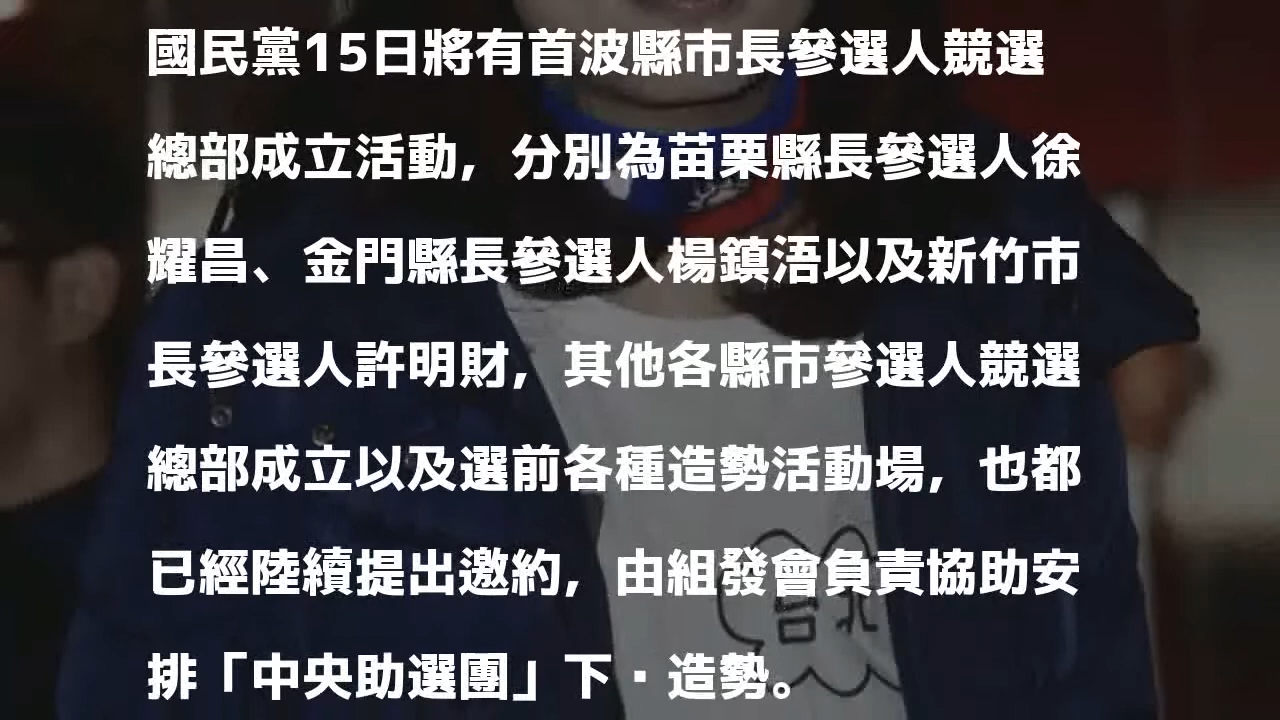 國民黨15日將有首波縣市長參選人競選
總部成立活動，分別為苗栗縣長參選人徐
耀昌、金門縣長參選人楊鎮浯以及新竹市
長參選人許明財，其他各縣市參選人競選
總部成立以及選前各種造勢活動場，也都
已經陸續提出邀約，由組發會負責協助安
排「中央助選團」下·造勢。
台北